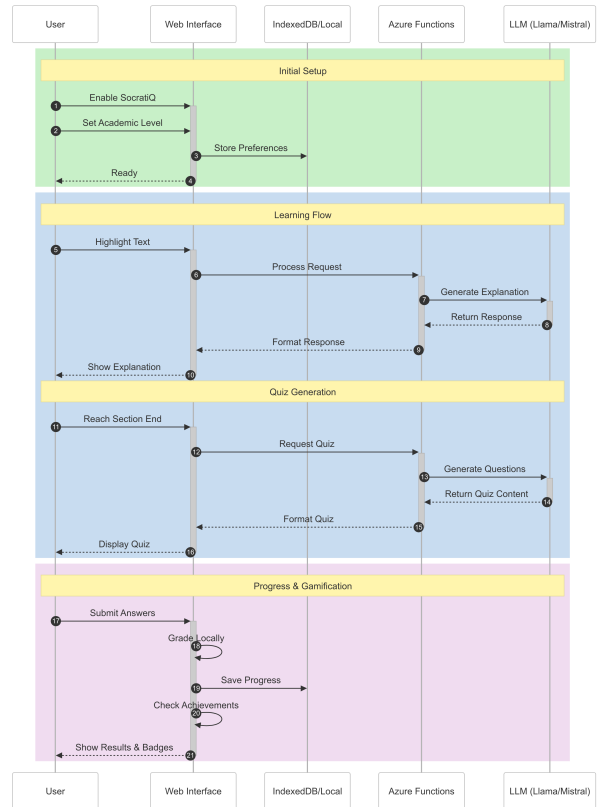 User
Web Interface
IndexedDB/Local
Azure Functions
LLM (Llama/Mistral)
Initial Setup
Enable SocratiQ
1
Set Academic Level
2
Store Preferences
3
Ready
4
Learning Flow
Highlight Text
5
Process Request
6
Generate Explanation
7
Return Response
8
Format Response
9
Show Explanation
10
Quiz Generation
Reach Section End
11
Request Quiz
12
Generate Questions
13
Return Quiz Content
14
Format Quiz
15
Display Quiz
16
Progress & Gamification
Submit Answers
17
Grade Locally
18
Save Progress
19
Check Achievements
20
Show Results & Badges
21
User
Web Interface
IndexedDB/Local
Azure Functions
LLM (Llama/Mistral)